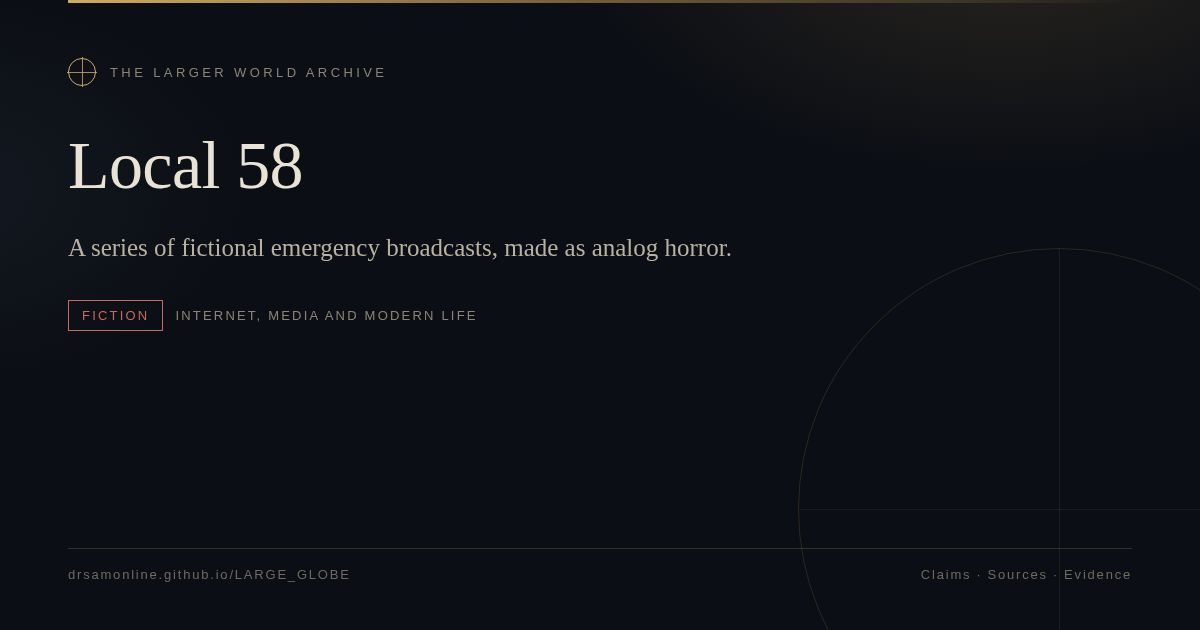 THE LARGER WORLD ARCHIVE
Local 58
A series of fictional emergency broadcasts, made as analog horror.
FICTION INTERNET, MEDIA AND MODERN LIFE
drsamonline.github.io/LARGE_GLOBE Claims · Sources · Evidence